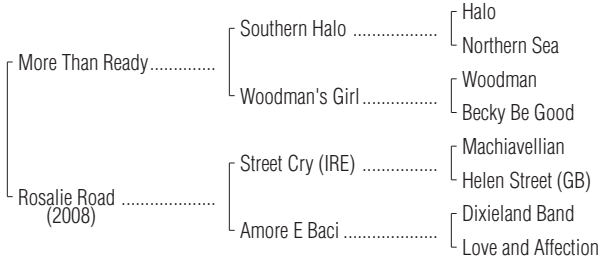 Halo
Southern Halo ..................
Northern Sea
More Than Ready..............
Woodman
Woodman's Girl................
Becky Be Good
Machiavellian
Street Cry (IRE) ................
Helen Street (GB)
Rosalie Road ....................
(2008)
Dixieland Band
Amore E Baci ....................
Love and Affection